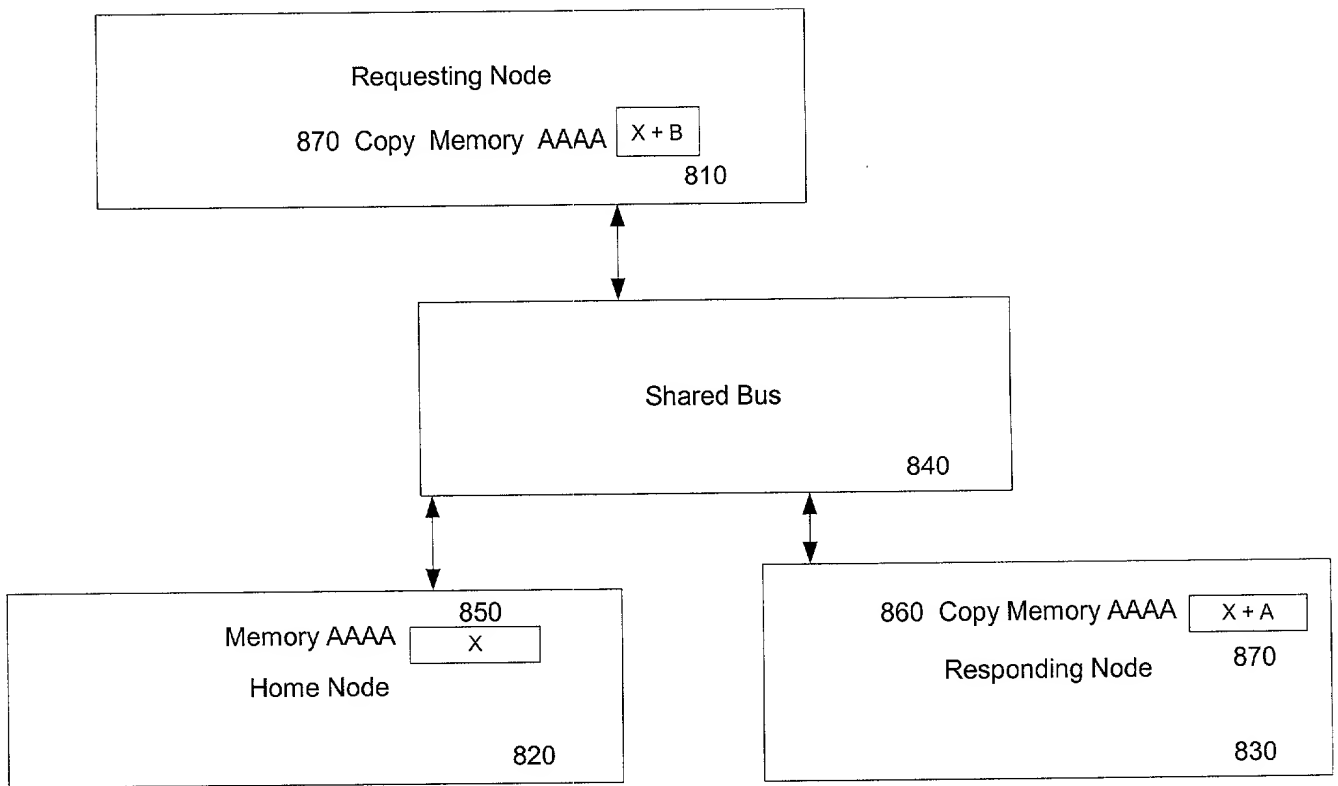 Requesting Node
870 Copy Memory AAAA X + B
810
Shared Bus
840
850
Memory AAAA X
Home Node
820
860 Copy Memory AAAA X + A
870
Responding Node
830